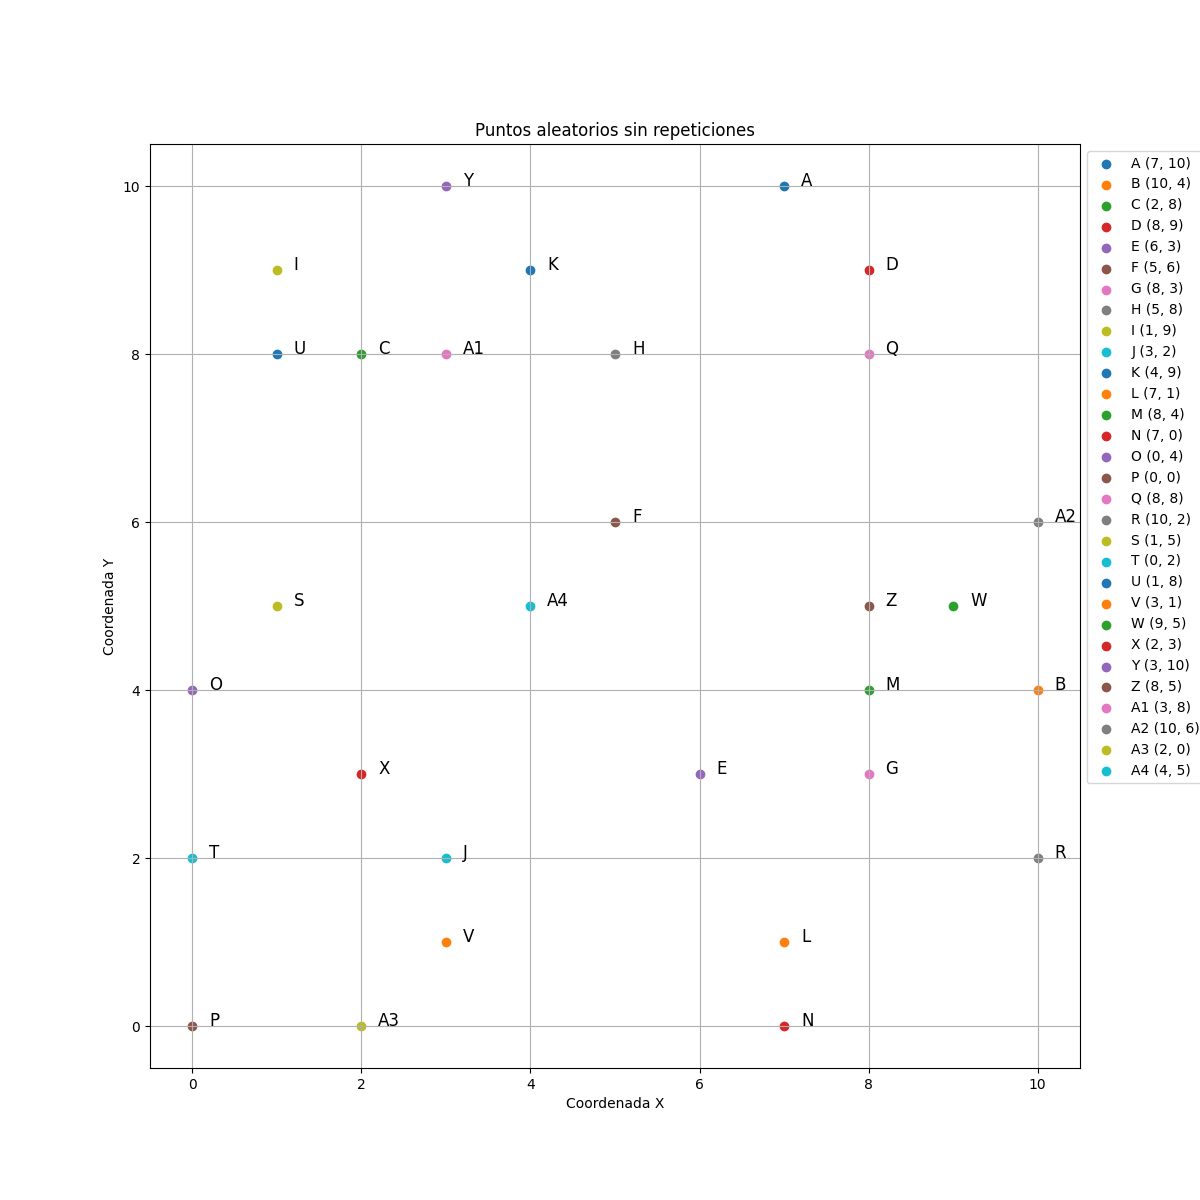 Puntos aleatorios sin repeticiones
Y
A
I
K
D
U
C
A1
H
Q
F
A2
S
A4
Z
W
O
M
B
X
E
G
T
J
R
V
L
P
A3
N
10
8
6
4
2
0
Coordenada Y
0 2 4 6 8 10
Coordenada X
A (7, 10)
B (10, 4)
C (2, 8)
D (8, 9)
E (6, 3)
F (5, 6)
G (8, 3)
H (5, 8)
I (1, 9)
J (3, 2)
K (4, 9)
L (7, 1)
M (8, 4)
N (7, 0)
O (0, 4)
P (0, 0)
Q (8, 8)
R (10, 2)
S (1, 5)
T (0, 2)
U (1, 8)
V (3, 1)
W (9, 5)
X (2, 3)
Y (3, 10)
Z (8, 5)
A1 (3, 8)
A2 (10, 6)
A3 (2, 0)
A4 (4, 5)